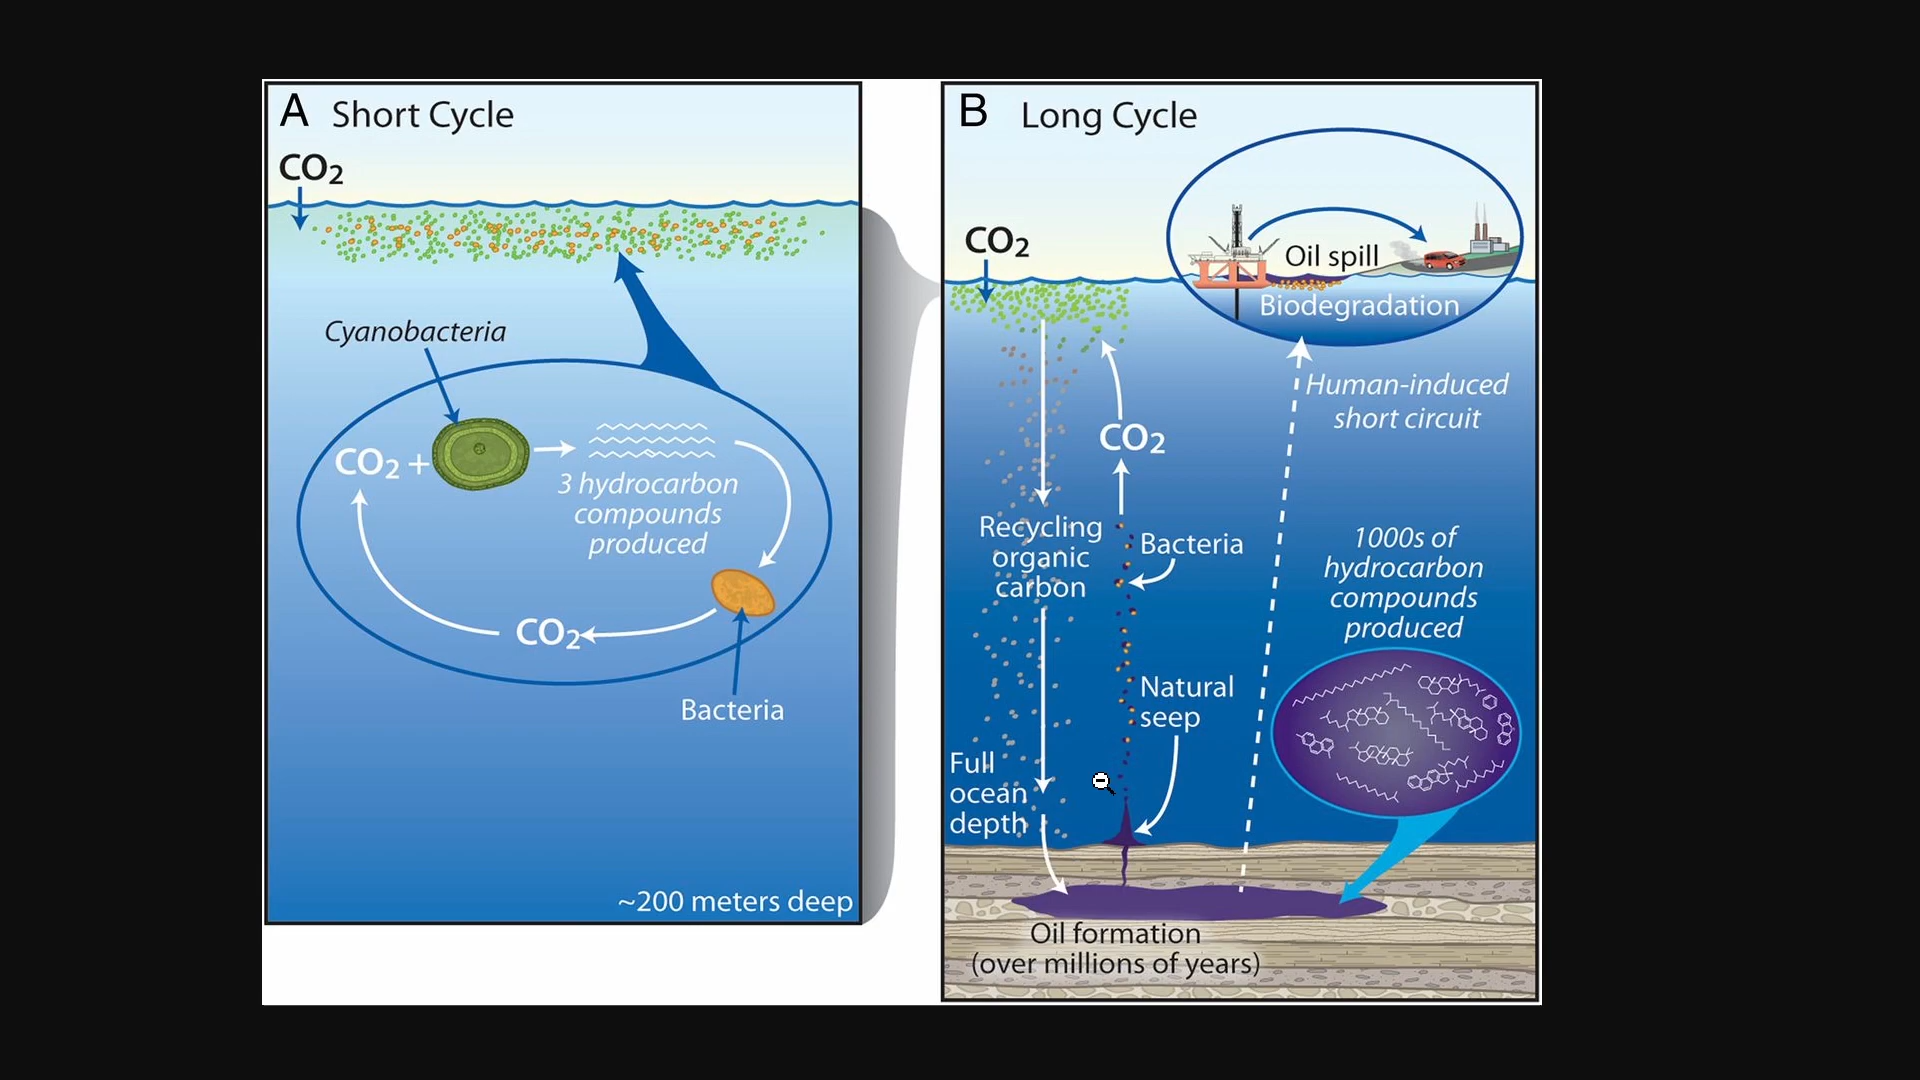 A Short Cycle
CO2
Cyanobacteria
CO2 +
3 hydrocarbon
compounds
produced
CO2
Bacteria
~200 meters deep
B Long Cycle
CO2
Oil spill
Biodegradation
Human-induced
short circuit
CO2
Recycling
organic
carbon
Bacteria
1000s of
hydrocarbon
compounds
produced
Natural
seep
Full
ocean
depth
Oil formation
(over millions of years)